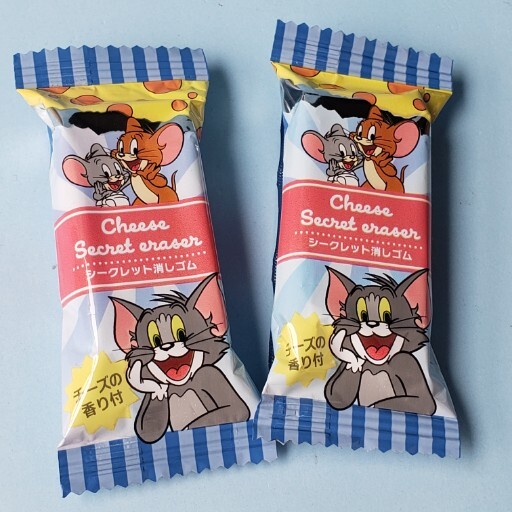 Cheese
Secret eraser
シークレット消しゴム
チーズの
香り付
Cheese
Secret eraser
シークレット消しゴム
チーズの
香り付